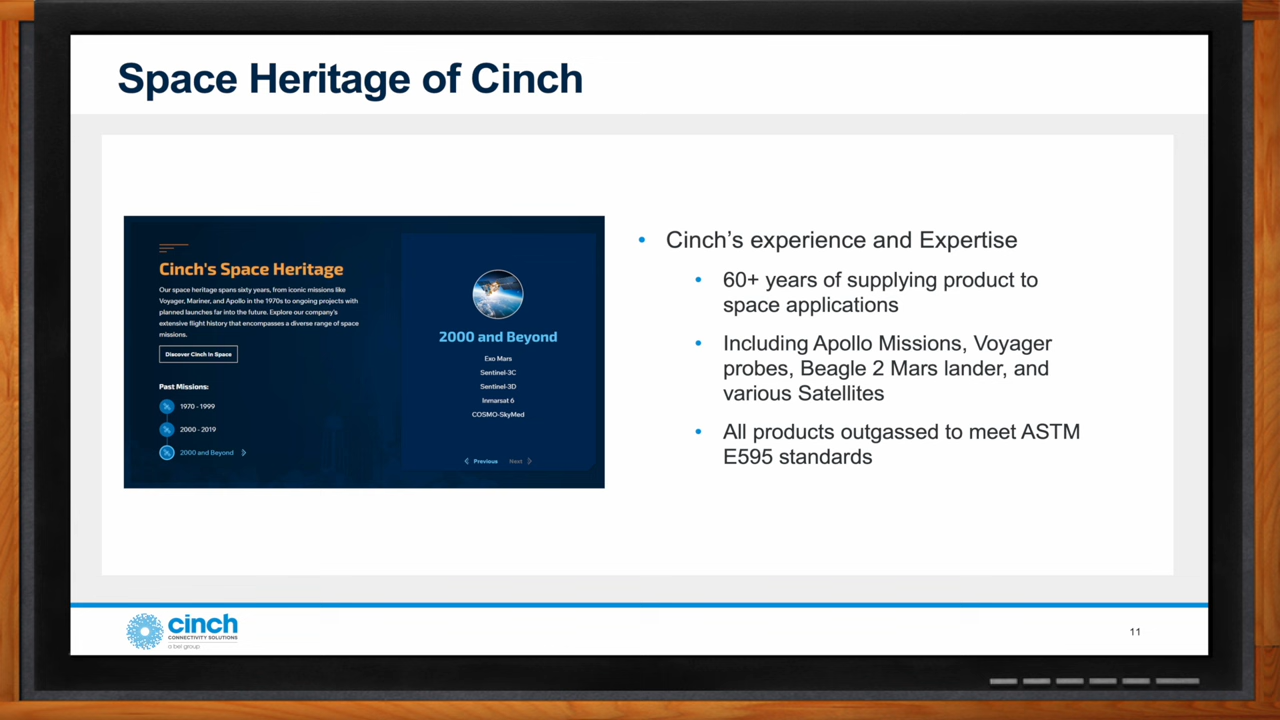 Space Heritage of Cinch
Cinch's Space Heritage
Our space heritage spans sixty years, from iconic missions like
Voyager, Mariner, and Apollo in the 1970s to ongoing projects with
planned launches far into the future. Explore our company's
extensive flight history that encompasses a diverse range of space
missions.
Discover Cinch In Space
Past Missions:
1970 - 1999
2000 - 2019
2000 and Beyond
2000 and Beyond
Exo Mars
Sentinel-3C
Sentinel-3D
Inmarsat 6
COSMO-SkyMed
Previous Next
• Cinch’s experience and Expertise
• 60+ years of supplying product to
space applications
• Including Apollo Missions, Voyager
probes, Beagle 2 Mars lander, and
various Satellites
• All products outgassed to meet ASTM
E595 standards
cinch
CONNECTIVITY SOLUTIONS
a bel group
11